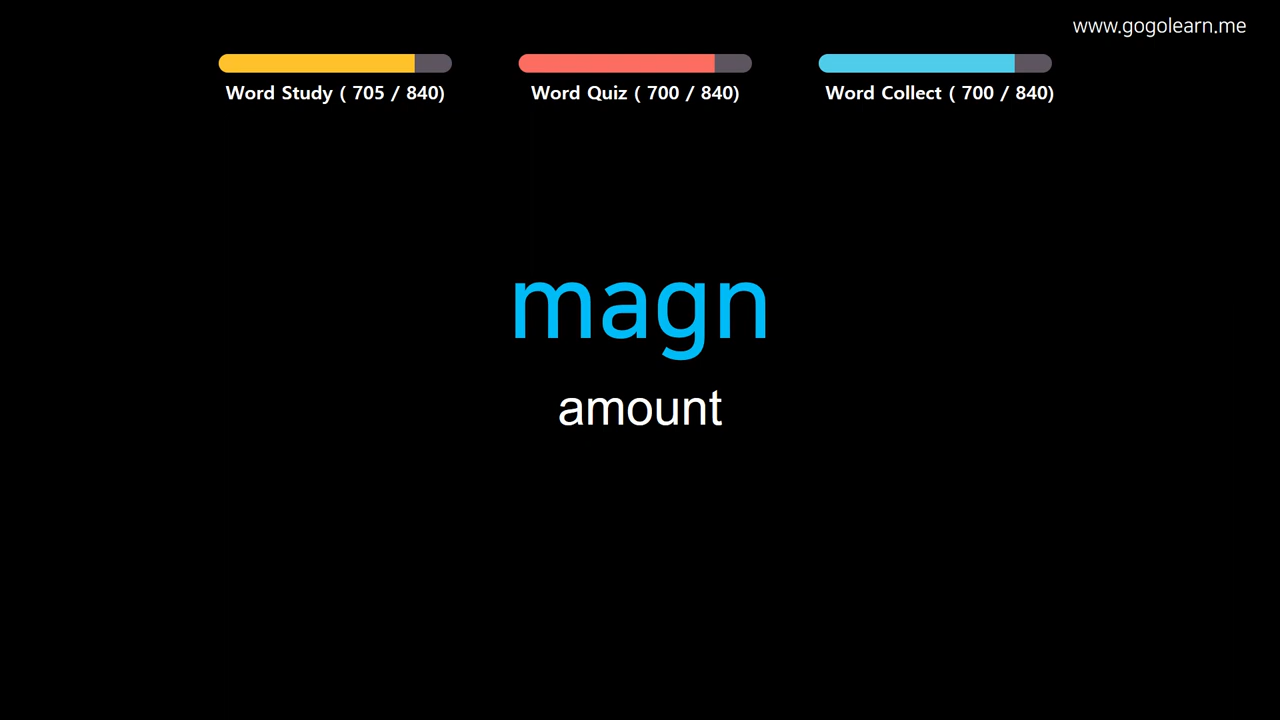 www.gogolearn.me
Word Study ( 705 / 840)
Word Quiz ( 700 / 840)
Word Collect ( 700 / 840)
magn
amount